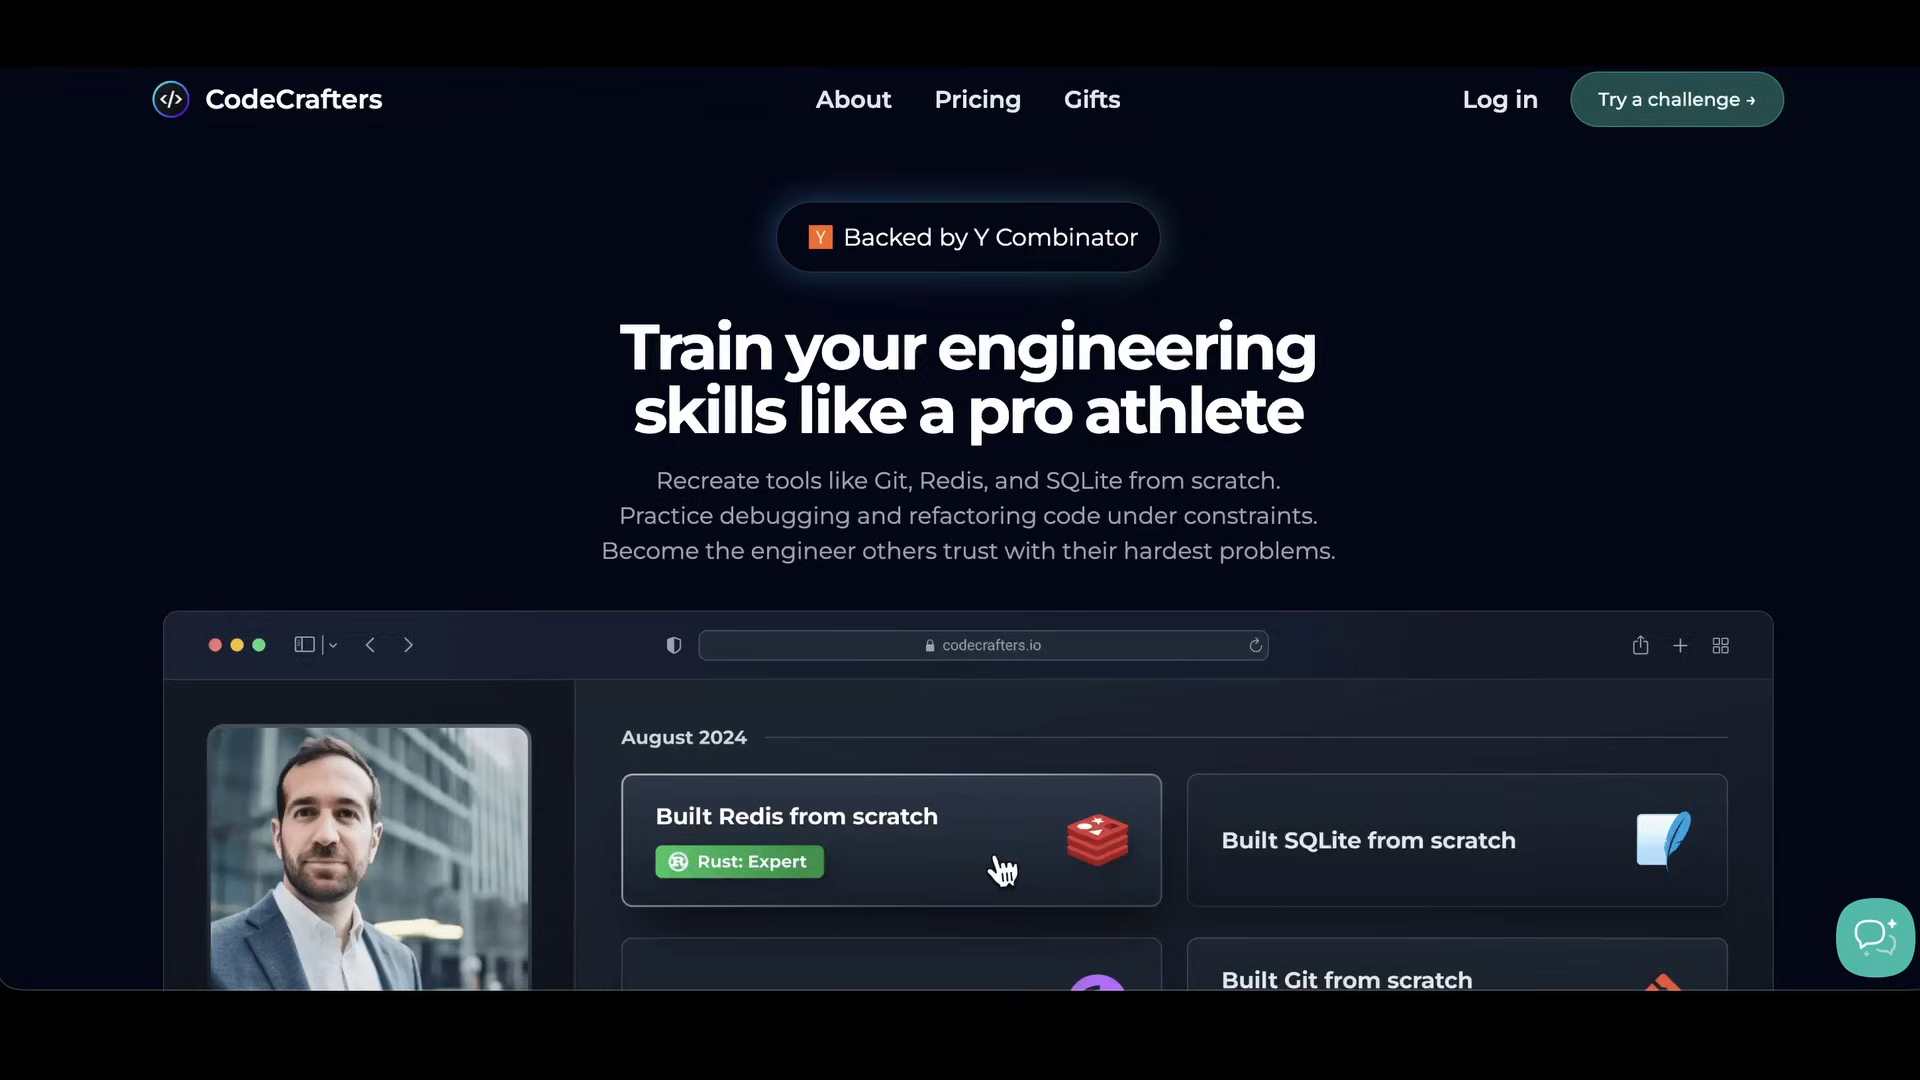 CodeCrafters
About
Pricing
Gifts
Log in
Try a challenge →
Y
Backed by Y Combinator
Train your engineering
skills like a pro athlete
Recreate tools like Git, Redis, and SQLite from scratch.
Practice debugging and refactoring code under constraints.
Become the engineer others trust with their hardest problems.
codecrafters.io
August 2024
Built Redis from scratch
R Rust: Expert
Built SQLite from scratch
Built Git from scratch